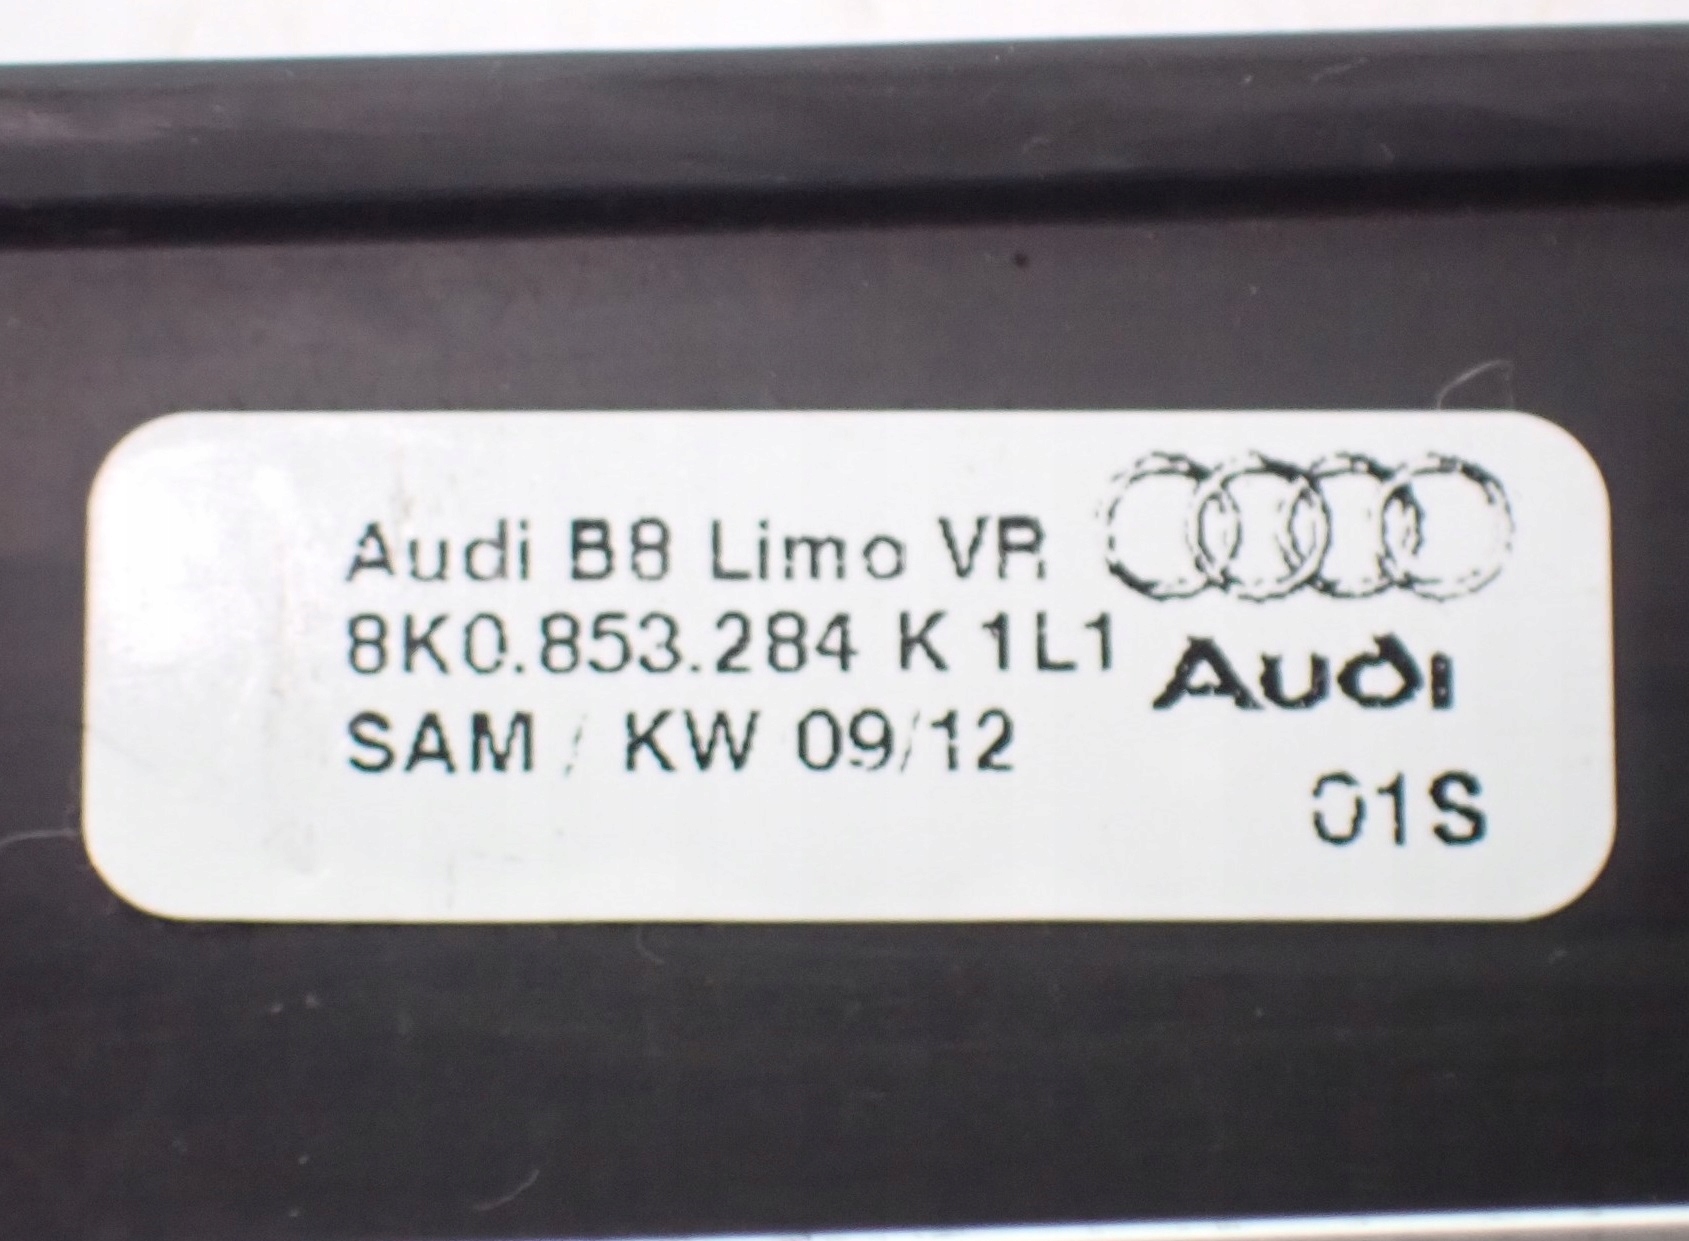 Audi B8 Limo VR
8K0.853.284 K 1L1
Audi
SAM / KW 09/12
01S